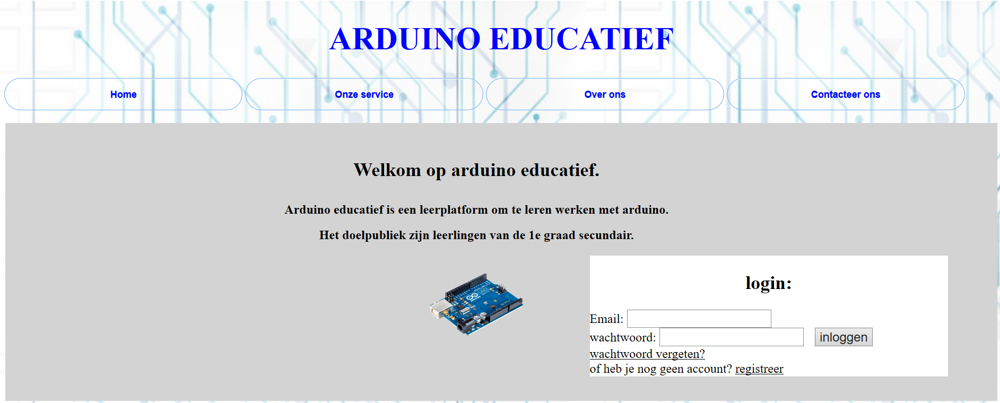 ARDUINO EDUCATIEF
Home
Onze service
Over ons
Contacteer ons
Welkom op arduino educatief.
Arduino educatief is een leerplatform om te leren werken met arduino.
Het doelpubliek zijn leerlingen van de 1e graad secundair.
UNO
ARDUINO
login:
Email:
wachtwoord: inloggen
wachtwoord vergeten?
of heb je nog geen account? registreer